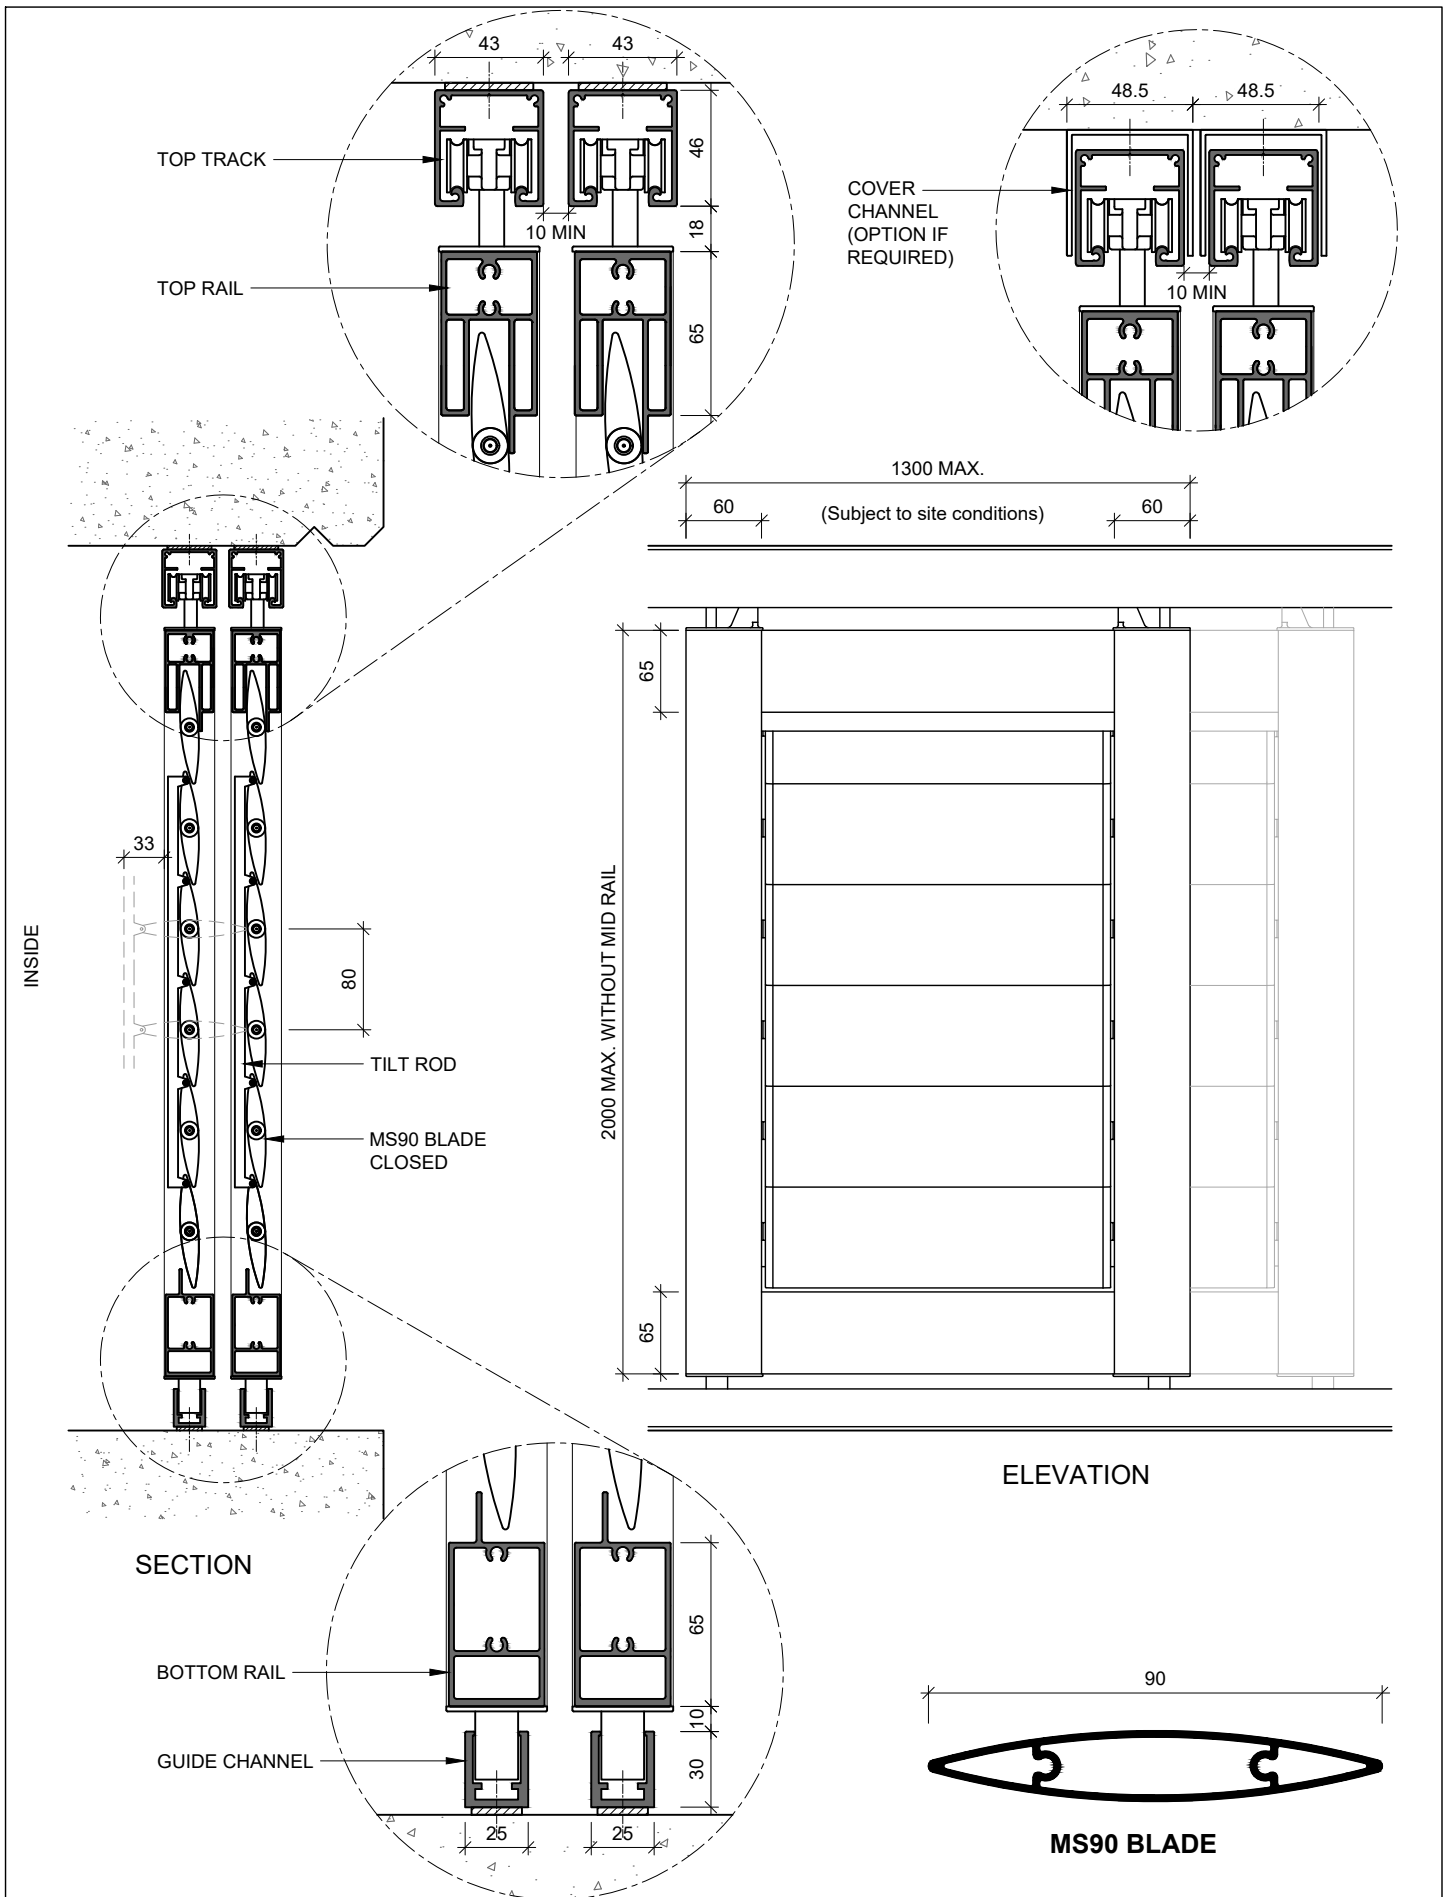 43
43
46
18
65
10 MIN
TOP TRACK
TOP RAIL
48.5
48.5
COVER
CHANNEL
(OPTION IF
REQUIRED)
10 MIN
1300 MAX.
60
(Subject to site conditions)
60
65
2000 MAX. WITHOUT MID RAIL
65
INSIDE
33
80
TILT ROD
MS90 BLADE
CLOSED
ELEVATION
SECTION
BOTTOM RAIL
GUIDE CHANNEL
65
10
30
25
25
90
MS90 BLADE